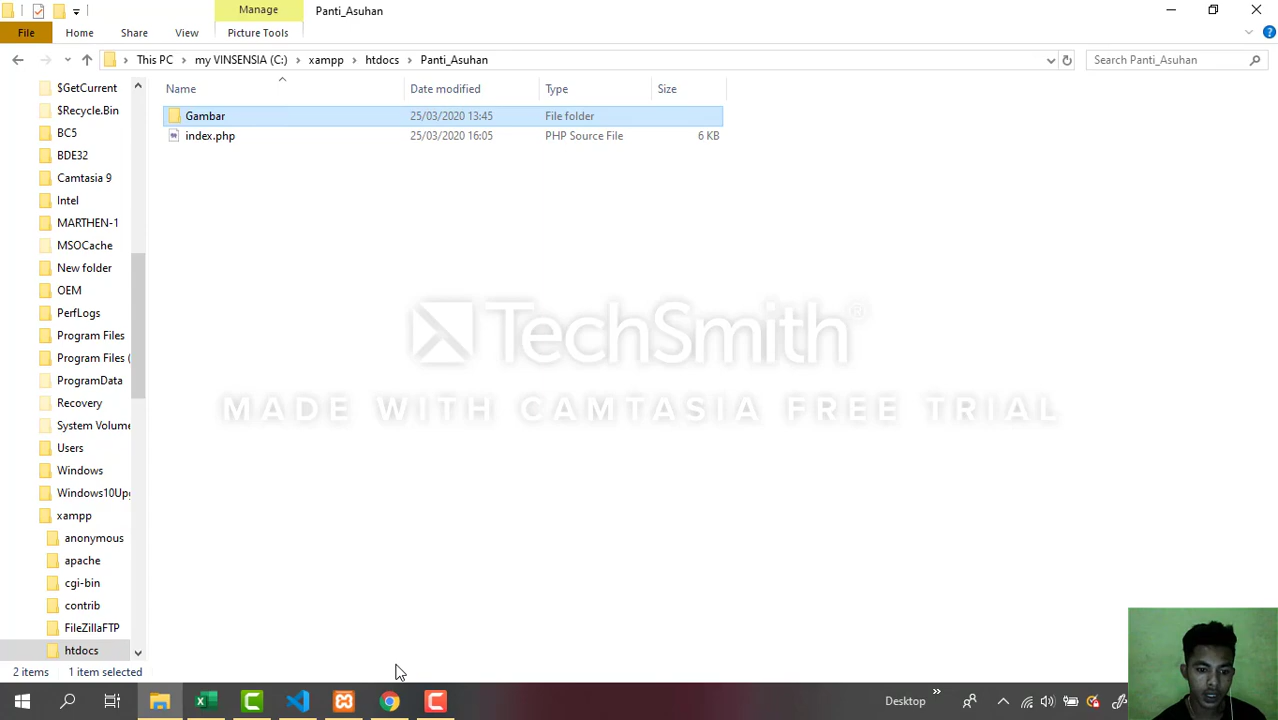 Manage
Panti_Asuhan
File
Home
Share
View
Picture Tools
This PC
my VINSENSIA (C:)
xampp
htdocs
Panti_Asuhan
Search Panti_Asuhan
Name
Date modified
Type
Size
Gambar
25/03/2020 13:45
File folder
index.php
25/03/2020 16:05
PHP Source File
6 KB
$GetCurrent
$Recycle.Bin
BC5
BDE32
Camtasia 9
Intel
MARTHEN-1
MSOCache
New folder
OEM
PerfLogs
Program Files
Program Files (
ProgramData
Recovery
System Volume
Users
Windows
Windows10Upg
xampp
anonymous
apache
cgi-bin
contrib
FileZillaFTP
htdocs
TechSmith®
MADE WITH CAMTASIA FREE TRIAL
2 items
1 item selected
Desktop